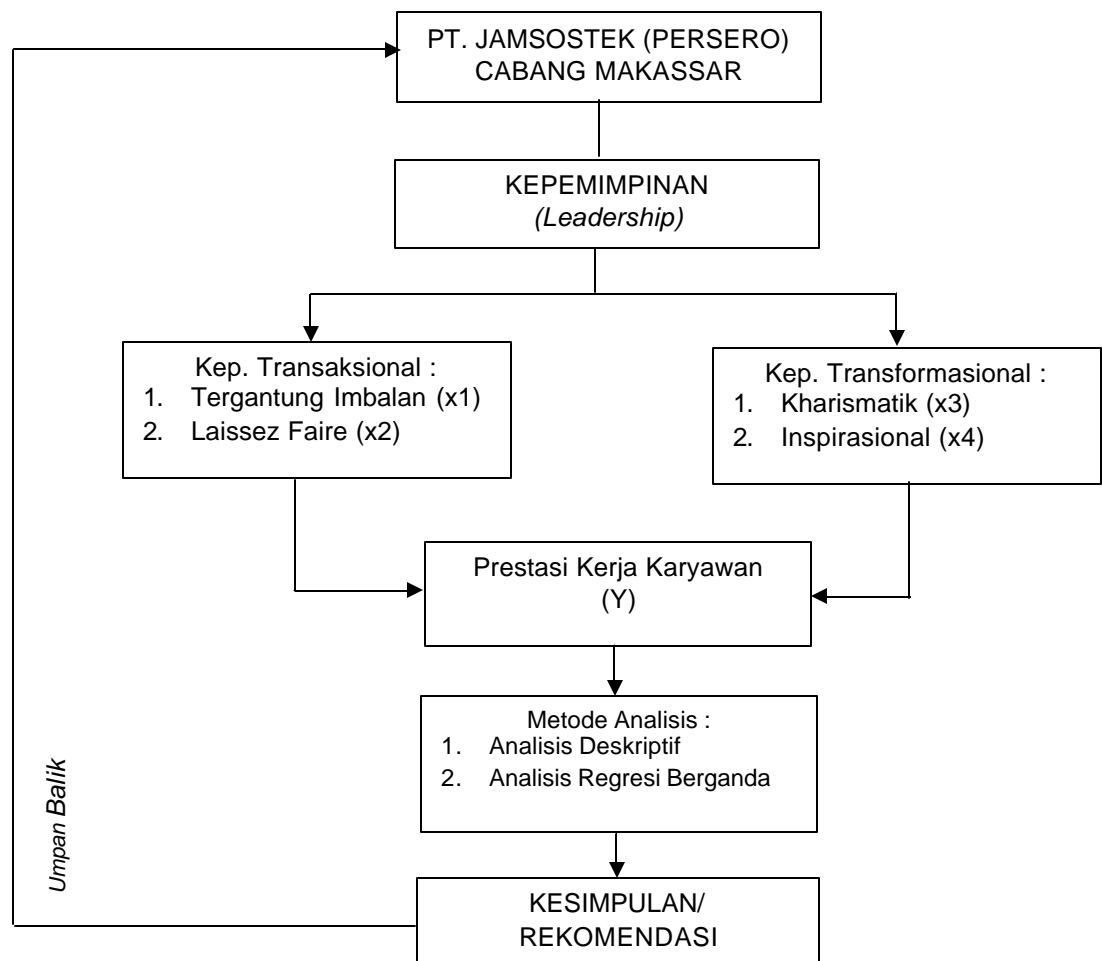 PT. JAMSOSTEK (PERSERO)
CABANG MAKASSAR
KEPEMIMPINAN
(Leadership)
Kep. Transaksional :
1. Tergantung Imbalan (x1)
2. Laissez Faire (x2)
Kep. Transformasional :
1. Kharismatik (x3)
2. Inspirasional (x4)
Prestasi Kerja Karyawan
(Y)
Metode Analisis :
1. Analisis Deskriptif
2. Analisis Regresi Berganda
Umpan Balik
KESIMPULAN/
REKOMENDASI